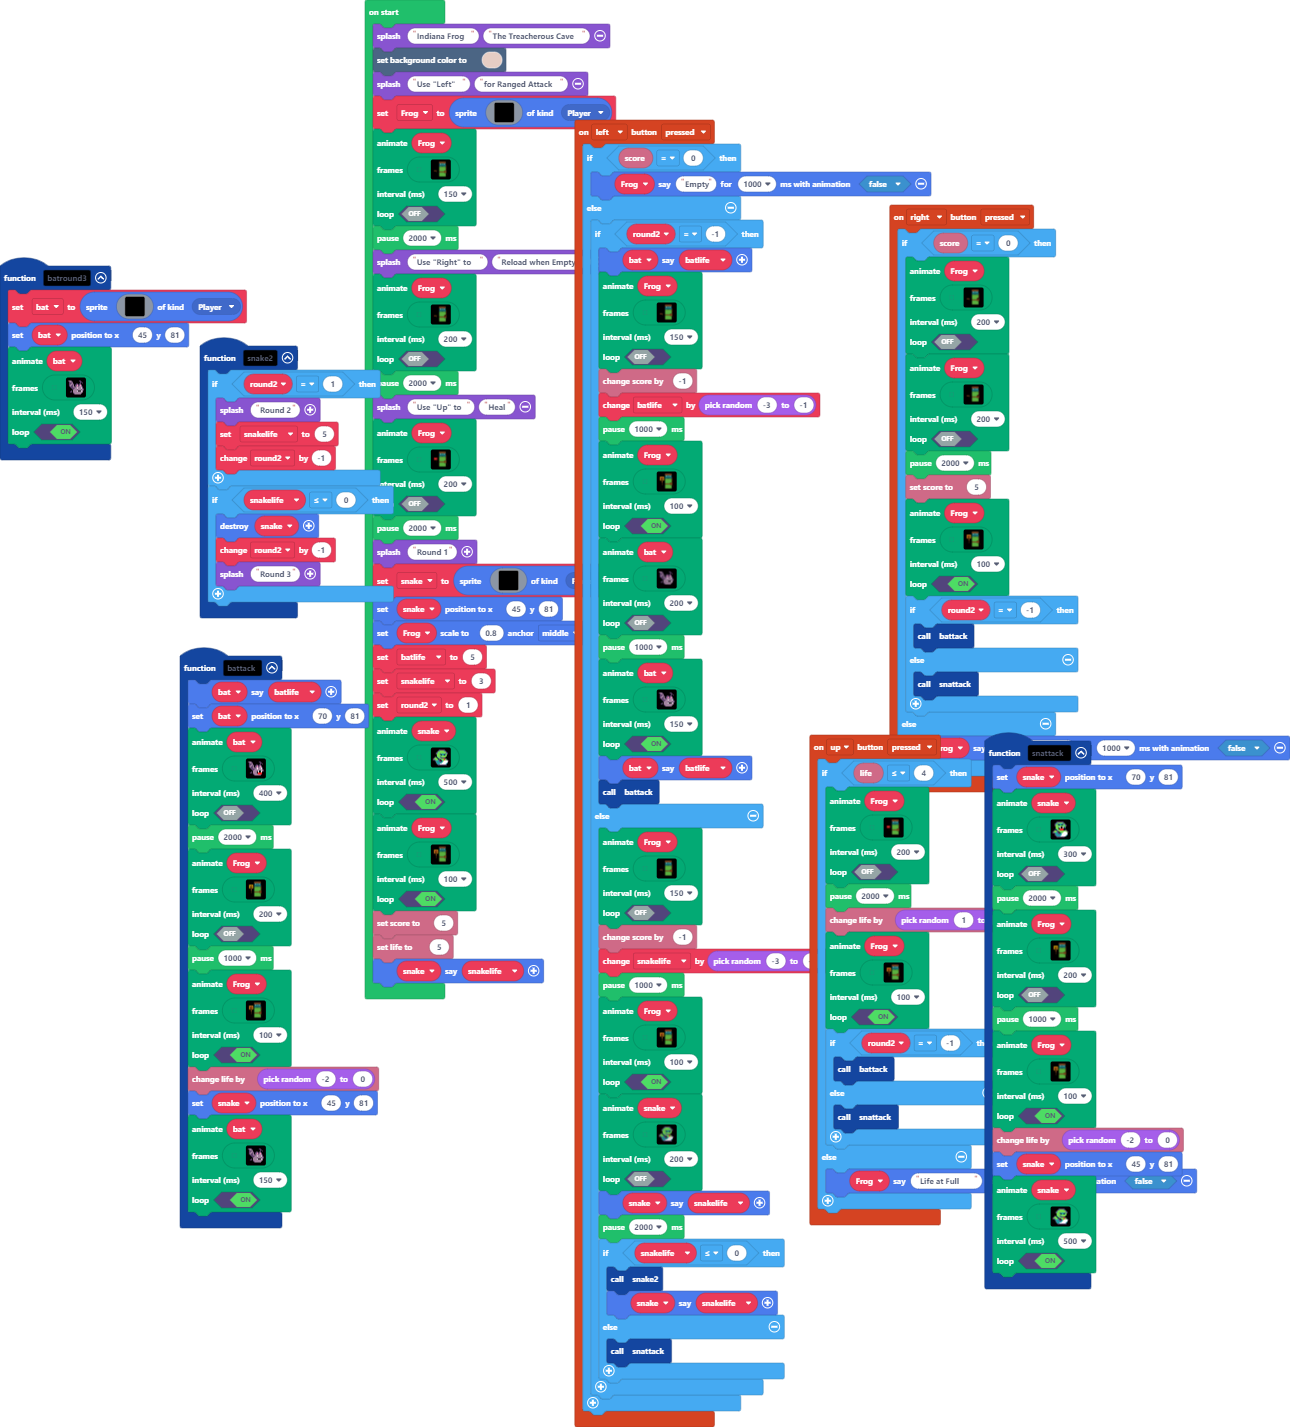 on start
splash "Indiana Frog" "The Treacherous Cave"
set background color to
splash "Use "Left" " "for Ranged Attack"
set Frog to sprite of kind Player
animate Frog
frames
interval (ms) 150
loop OFF
pause 2000 ms
splash "Use "Right" to "Reload when Empty
animate Frog
frames
interval (ms) 200
loop OFF
pause 2000 ms
splash "Use "Up" to "Heal"
animate Frog
frames
interval (ms) 200
OFF
pause 2000 ms
splash "Round 1"
set snake to sprite of kind
set snake position to x 45 y 81
set Frog scale to 0.8 anchor middle
set batlife to 5
set snakelife to 3
set round2 to 1
animate snake
frames
interval (ms) 500
loop ON
animate Frog
frames
interval (ms) 100
loop ON
set score to 5
set life to 5
snake say snakelife
function batround3
set bat to sprite of kind Player
set bat position to x 45 y 81
animate bat
frames
interval (ms) 150
loop ON
function snake2
if round2 = 1 then
splash "Round 2"
set snakelife to 5
change round2 by -1
if snakelife ≤ 0 then
destroy snake
change round2 by -1
splash "Round 3"
function battack
bat say batlife
set bat position to x 70 y 81
animate bat
frames
interval (ms) 400
loop OFF
pause 2000 ms
animate Frog
frames
interval (ms) 200
loop OFF
pause 1000 ms
animate Frog
frames
interval (ms) 100
loop ON
change life by pick random -2 to 0
set snake position to x 45 y 81
animate bat
frames
interval (ms) 150
loop ON
on left button pressed
if score = 0 then
Frog say "Empty" for 1000 ms with animation false
else
if round2 = -1 then
bat say batlife
animate Frog
frames
interval (ms) 150
loop OFF
change score by -1
change batlife by pick random -3 to -1
pause 1000 ms
animate Frog
frames
interval (ms) 100
loop ON
animate bat
frames
interval (ms) 200
loop OFF
pause 1000 ms
animate bat
frames
interval (ms) 150
loop ON
bat say batlife
call battack
else
animate Frog
frames
interval (ms) 150
loop OFF
change score by -1
change snakelife by pick random -3 to
pause 1000 ms
animate Frog
frames
interval (ms) 100
loop ON
animate snake
frames
interval (ms) 200
loop OFF
snake say snakelife
pause 2000 ms
if snakelife ≤ 0 then
call snake2
snake say snakelife
else
call snattack
on right button pressed
if score = 0 then
animate Frog
frames
interval (ms) 200
loop OFF
animate Frog
frames
interval (ms) 200
loop OFF
pause 2000 ms
set score to 5
animate Frog
frames
interval (ms) 100
loop ON
if round2 = -1 then
call battack
else
call snattack
else
1000 ms with animation false
on up button pressed
if life ≤ 4 then
animate Frog
frames
interval (ms) 200
loop OFF
pause 2000 ms
change life by pick random 1 to
animate Frog
frames
interval (ms) 100
loop ON
if round2 = -1
call battack
else
call snattack
else
Frog say "Life at Full" false
function snattack
set snake position to x 70 y 81
animate snake
frames
interval (ms) 300
loop OFF
pause 2000 ms
animate Frog
frames
interval (ms) 200
loop OFF
pause 1000 ms
animate Frog
frames
interval (ms) 100
loop ON
change life by pick random -2 to 0
set snake position to x 45 y 81
animate snake
frames
interval (ms) 500
loop ON